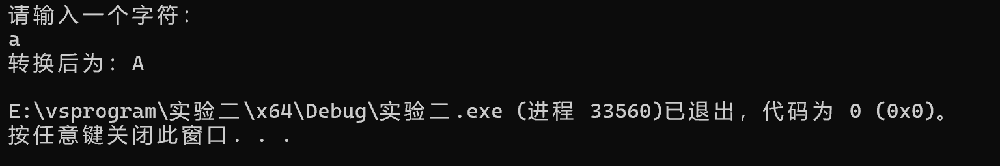 请输入一个字符：
a
转换后为：A
E:\vsprogram\实验二\x64\Debug\实验二.exe (进程 33560)已退出，代码为 0 (0x0)。
按任意键关闭此窗口. . .